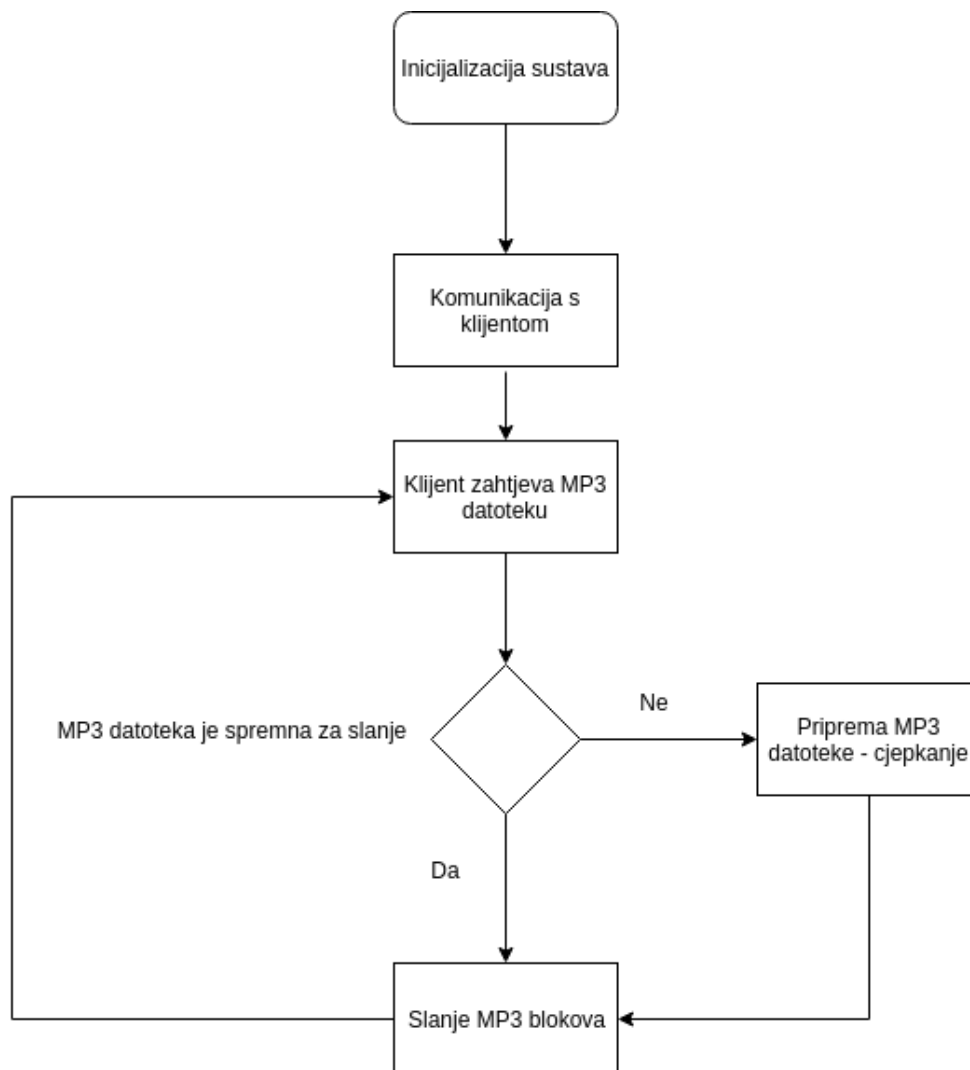 Inicijalizacija sustava
Komunikacija s
klijentom
Klijent zahtjeva MP3
datoteku
MP3 datoteka je spremna za slanje
Ne
Priprema MP3
datoteke - cjepkanje
Da
Slanje MP3 blokova